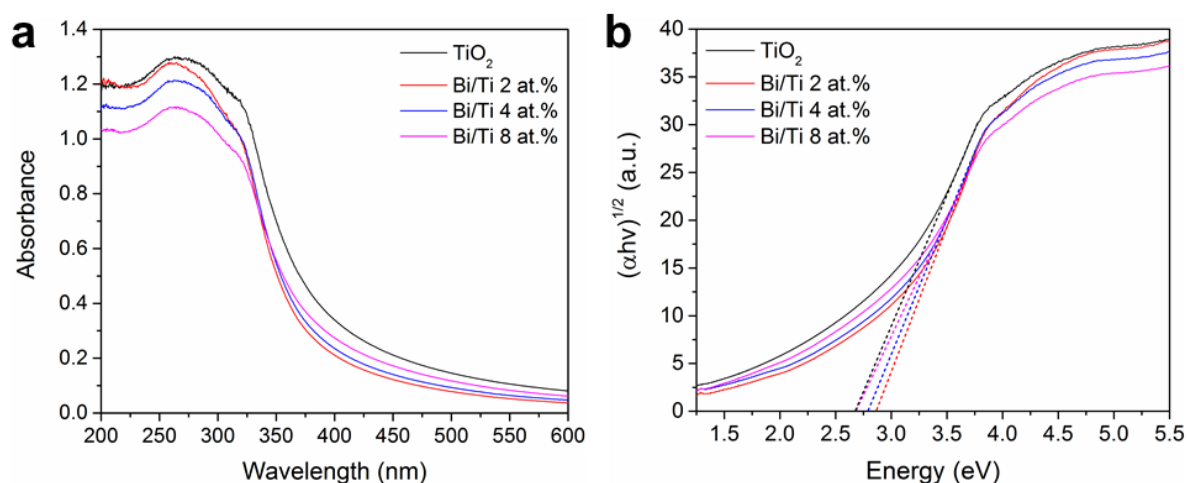 a
1.4
1.2
1.0
0.8
0.6
0.4
0.2
0.0
Absorbance
200 250 300 350 400 450 500 550 600
Wavelength (nm)
TiO2
Bi/Ti 2 at.%
Bi/Ti 4 at.%
Bi/Ti 8 at.%
b
40
35
30
25
20
15
10
5
0
(αhv)1/2 (a.u.)
1.5 2.0 2.5 3.0 3.5 4.0 4.5 5.0 5.5
Energy (eV)
TiO2
Bi/Ti 2 at.%
Bi/Ti 4 at.%
Bi/Ti 8 at.%